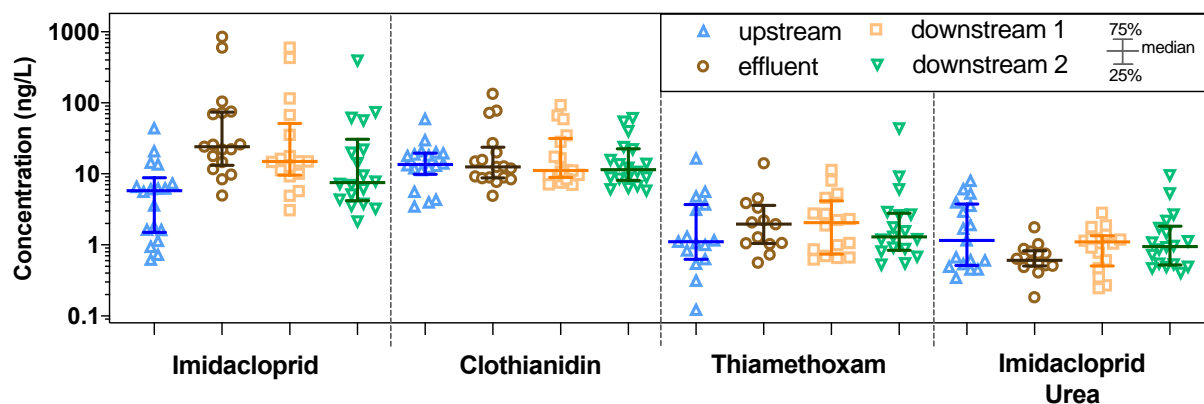 Concentration (ng/L)
1000
100
10
1
0.1
upstream
effluent
downstream 1
downstream 2
75%
median
25%
Imidacloprid
Clothianidin
Thiamethoxam
Imidacloprid
Urea